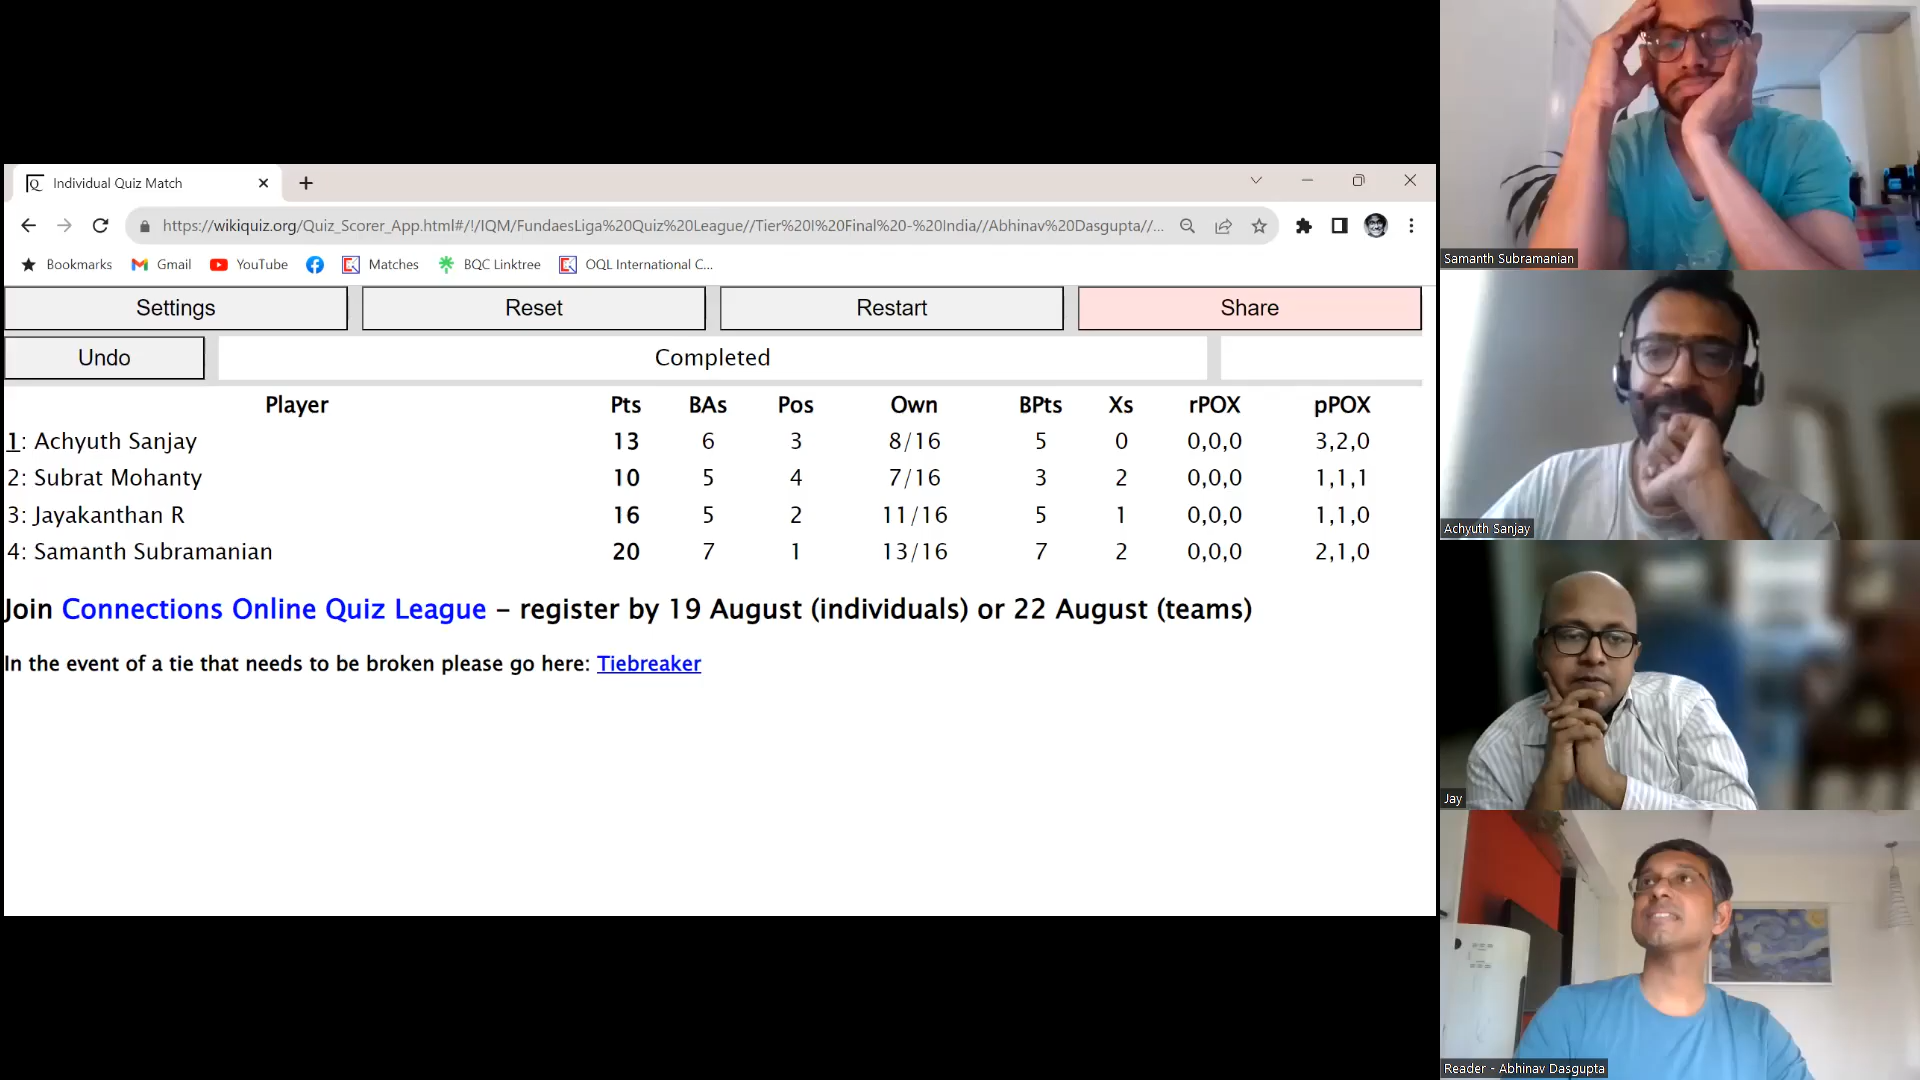 Individual Quiz Match
https://wikiquiz.org/Quiz_Scorer_App.html#/!/IQM/FundaesLiga%20Quiz%20League//Tier%20I%20Final%20-%20India//Abhinav%20Dasgupta//...
Bookmarks Gmail YouTube Matches BQC Linktree OQL International C...
Settings Reset Restart Share
Undo Completed
Player Pts BAs Pos Own BPts Xs rPOX pPOX
1: Achyuth Sanjay 13 6 3 8/16 5 0 0,0,0 3,2,0
2: Subrat Mohanty 10 5 4 7/16 3 2 0,0,0 1,1,1
3: Jayakanthan R 16 5 2 11/16 5 1 0,0,0 1,1,0
4: Samanth Subramanian 20 7 1 13/16 7 2 0,0,0 2,1,0
Join Connections Online Quiz League – register by 19 August (individuals) or 22 August (teams)
In the event of a tie that needs to be broken please go here: Tiebreaker
Samanth Subramanian
Achyuth Sanjay
Jay
Reader - Abhinav Dasgupta